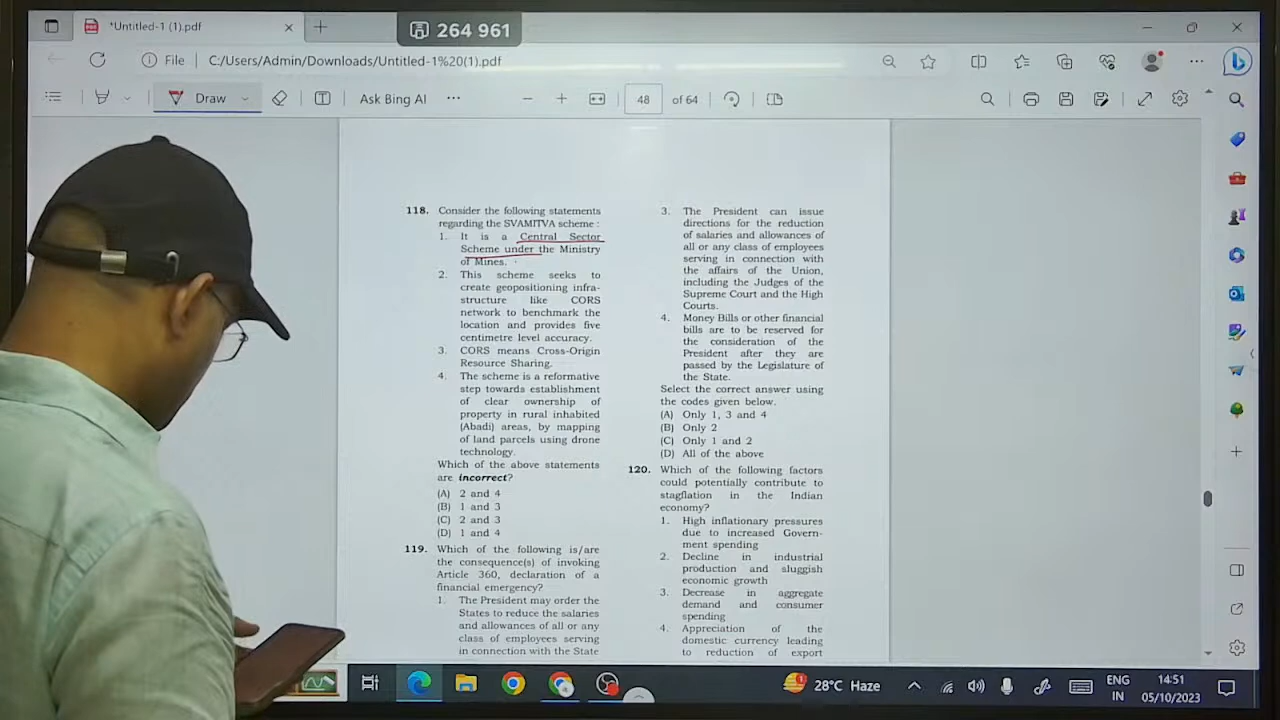 *Untitled-1 (1).pdf
264 961
File
C:/Users/Admin/Downloads/Untitled-1%20(1).pdf
Draw
Ask Bing AI
48
of 64
118. Consider the following statements
regarding the SVAMITVA scheme :
1. It is a Central Sector
Scheme under the Ministry
of Mines.
2. This scheme seeks to
create geopositioning infra-
structure like CORS
network to benchmark the
location and provides five
centimetre level accuracy.
3. CORS means Cross-Origin
Resource Sharing.
4. The scheme is a reformative
step towards establishment
of clear ownership of
property in rural inhabited
(Abadi) areas, by mapping
of land parcels using drone
technology.
Which of the above statements
are incorrect?
(A) 2 and 4
(B) 1 and 3
(C) 2 and 3
(D) 1 and 4
119. Which of the following is/are
the consequence(s) of invoking
Article 360, declaration of a
financial emergency?
1. The President may order the
States to reduce the salaries
and allowances of all or any
class of employees serving
in connection with the State
3. The President can issue
directions for the reduction
of salaries and allowances of
all or any class of employees
serving in connection with
the affairs of the Union,
including the Judges of the
Supreme Court and the High
Courts.
4. Money Bills or other financial
bills are to be reserved for
the consideration of the
President after they are
passed by the Legislature of
the State.
Select the correct answer using
the codes given below.
(A) Only 1, 3 and 4
(B) Only 2
(C) Only 1 and 2
(D) All of the above
120. Which of the following factors
could potentially contribute to
stagflation in the Indian
economy?
1. High inflationary pressures
due to increased Govern-
ment spending
2. Decline in industrial
production and sluggish
economic growth
3. Decrease in aggregate
demand and consumer
spending
4. Appreciation of the
domestic currency leading
to reduction of export
28°C Haze
ENG
IN
14:51
05/10/2023